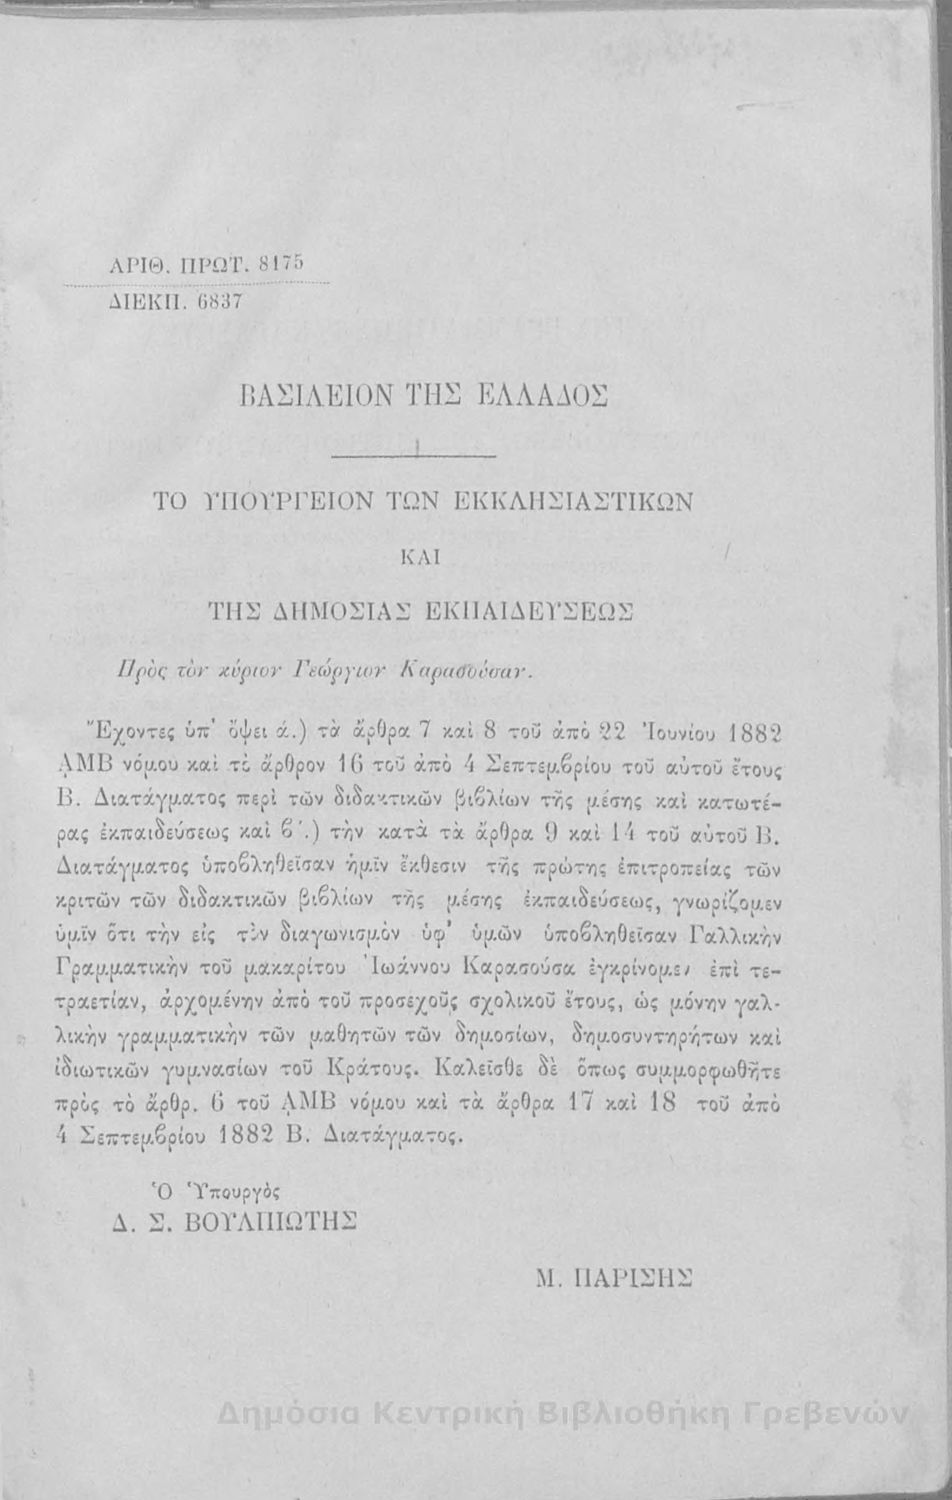 ΑΡΙΘ. ΠΡΩΤ. 8175
ΔΙΕΚΠ. 6837
ΒΑΣΙΛΕΙΟΝ ΤΗΣ ΕΛΛΑΔΟΣ
ΤΟ ΥΠΟΥΡΓΕΙΟΝ ΤΩΝ ΕΚΚΛΗΣΙΑΣΤΙΚΩΝ
ΚΑΙ
ΤΗΣ ΔΗΜΟΣΙΑΣ ΕΚΠΑΙΔΕΥΣΕΩΣ
Πρὸς τὸν κύριον Γεώργιον Καρασούσαν.
Ἔχοντες ὑπ' ὄψει ά.) τὰ ἄρθρα 7 καὶ 8 τοῦ ἀπὸ 22 Ἰουνίου 1882
͵ΑΜΒ νόμου καὶ τὸ ἄρθρον 16 τοῦ ἀπὸ 4 Σεπτεμβρίου τοῦ αὐτοῦ ἔτους
Β. Διατάγματος περὶ τῶν διδακτικῶν βιβλίων τῆς μέσης καὶ κατωτέ-
ρας ἐκπαιδεύσεως καὶ β΄.) τὴν κατὰ τὰ ἄρθρα 9 καὶ 14 τοῦ αὐτοῦ Β.
Διατάγματος ὑποβληθεῖσαν ἡμῖν ἔκθεσιν τῆς πρώτης ἐπιτροπείας τῶν
κριτῶν τῶν διδακτικῶν βιβλίων τῆς μέσης ἐκπαιδεύσεως, γνωρίζομεν
ὑμῖν ὅτι τὴν εἰς τὸν διαγωνισμὸν ὑφ' ὑμῶν ὑποβληθεῖσαν Γαλλικὴν
Γραμματικὴν τοῦ μακαρίτου Ἰωάννου Καρασούσα ἐγκρίνομεν ἐπὶ τε-
τραετίαν, ἀρχομένην ἀπὸ τοῦ προσεχοῦς σχολικοῦ ἔτους, ὡς μόνην γαλ-
λικὴν γραμματικὴν τῶν μαθητῶν τῶν δημοσίων, δημοσυντηρήτων καὶ
ἰδιωτικῶν γυμνασίων τοῦ Κράτους. Καλεῖσθε δὲ ὅπως συμμορφωθῆτε
πρὸς τὸ ἄρθρ. 6 τοῦ ͵ΑΜΒ νόμου καὶ τὰ ἄρθρα 17 καὶ 18 τοῦ ἀπὸ
4 Σεπτεμβρίου 1882 Β. Διατάγματος.
Ὁ Ὑπουργὸς
Δ. Σ. ΒΟΥΛΠΙΩΤΗΣ
Μ. ΠΑΡΙΣΗΣ
Δημόσια Κεντρική Βιβλιοθήκη Γρεβενών